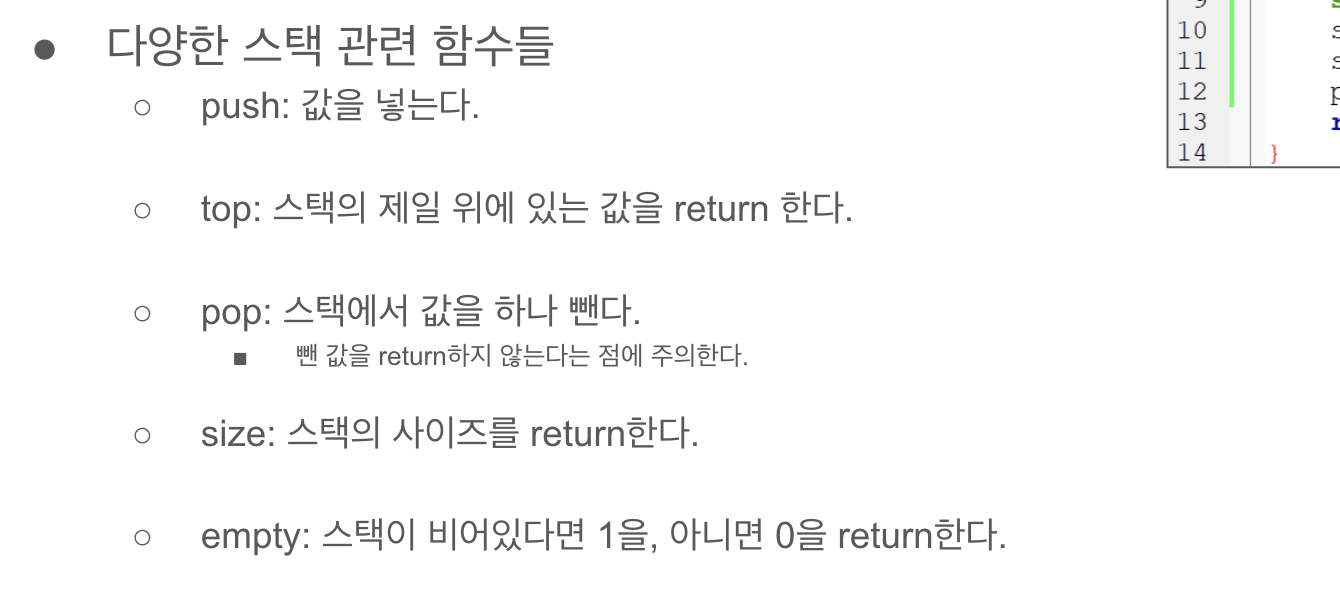 다양한 스택 관련 함수들
push: 값을 넣는다.
top: 스택의 제일 위에 있는 값을 return 한다.
pop: 스택에서 값을 하나 뺀다.
뺀 값을 return하지 않는다는 점에 주의한다.
size: 스택의 사이즈를 return한다.
empty: 스택이 비어있다면 1을, 아니면 0을 return한다.
10
11
12
13
14 }